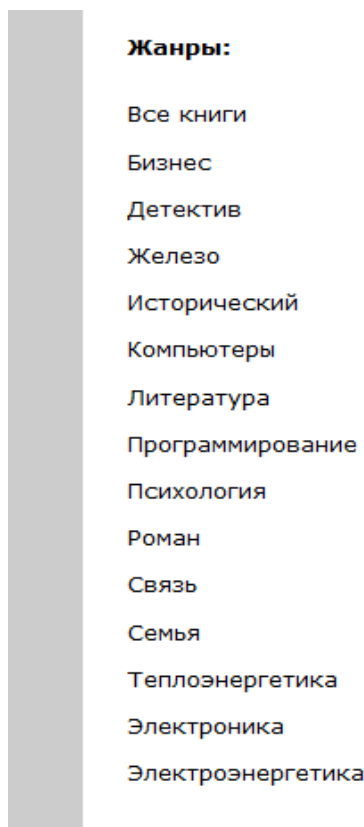 Жанры:
Все книги
Бизнес
Детектив
Железо
Исторический
Компьютеры
Литература
Программирование
Психология
Роман
Связь
Семья
Теплоэнергетика
Электроника
Электроэнергетика